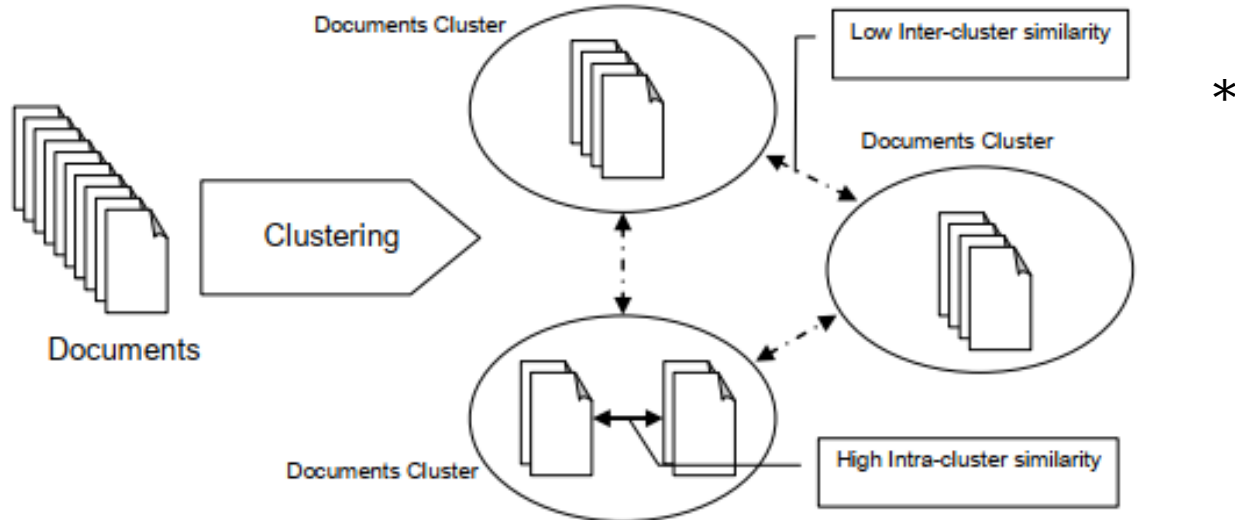 Documents Cluster
Low Inter-cluster similarity
*
Documents Cluster
Clustering
Documents
Documents Cluster
High Intra-cluster similarity